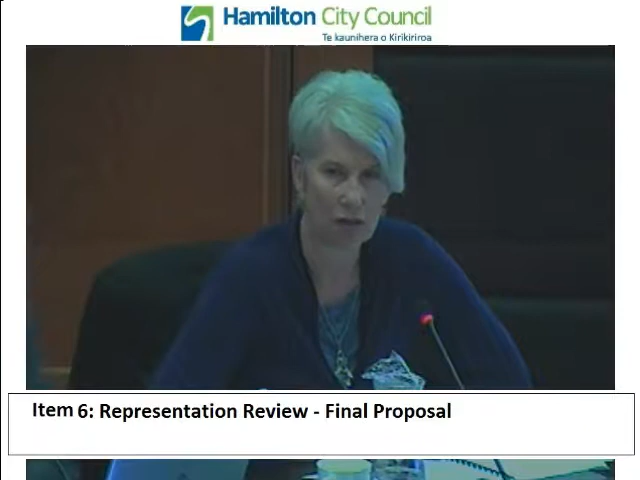 Hamilton City Council
Te kaunihera o Kirikiriroa
Item 6: Representation Review - Final Proposal